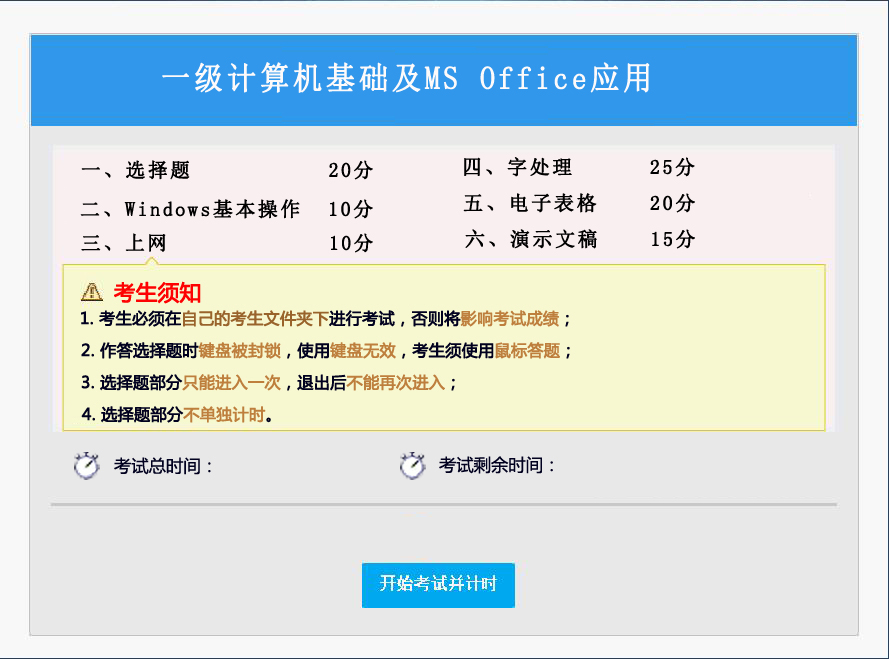 一级计算机基础及MS Office应用
一、选择题 20分 四、字处理 25分
二、Windows基本操作 10分 五、电子表格 20分
三、上网 10分 六、演示文稿 15分
考生须知
1. 考生必须在自己的考生文件夹下进行考试，否则将影响考试成绩；
2. 作答选择题时键盘被封锁，使用键盘无效，考生须使用鼠标答题；
3. 选择题部分只能进入一次，退出后不能再次进入；
4. 选择题部分不单独计时。
考试总时间： 考试剩余时间：
开始考试并计时